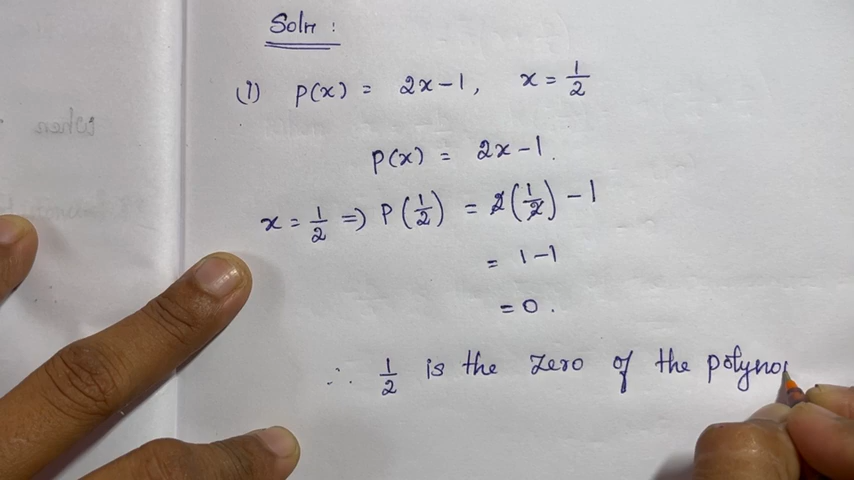 Soln :
(1) P(x) = 2x-1, x = 1/2
P(x) = 2x-1.
x = 1/2 => P(1/2) = 2(1/2) - 1
= 1-1
= 0.
∴ 1/2 is the zero of the polyno